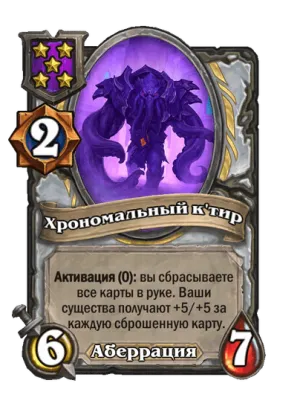 2
Хрономальный к'тир
Активация (0): вы сбрасываете
все карты в руке. Ваши
существа получают +5/+5 за
каждую сброшенную карту.
6
Аберрация
7